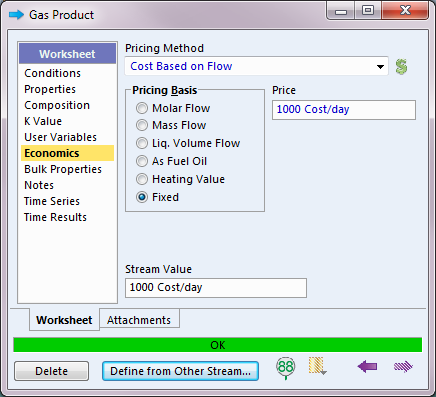 Gas Product
Worksheet
Conditions
Properties
Composition
K Value
User Variables
Economics
Bulk Properties
Notes
Time Series
Time Results
Pricing Method
Cost Based on Flow
$
Pricing Basis
Molar Flow
Mass Flow
Liq. Volume Flow
As Fuel Oil
Heating Value
Fixed
Price
1000 Cost/day
Stream Value
1000 Cost/day
Worksheet
Attachments
OK
Delete
Define from Other Stream...
88